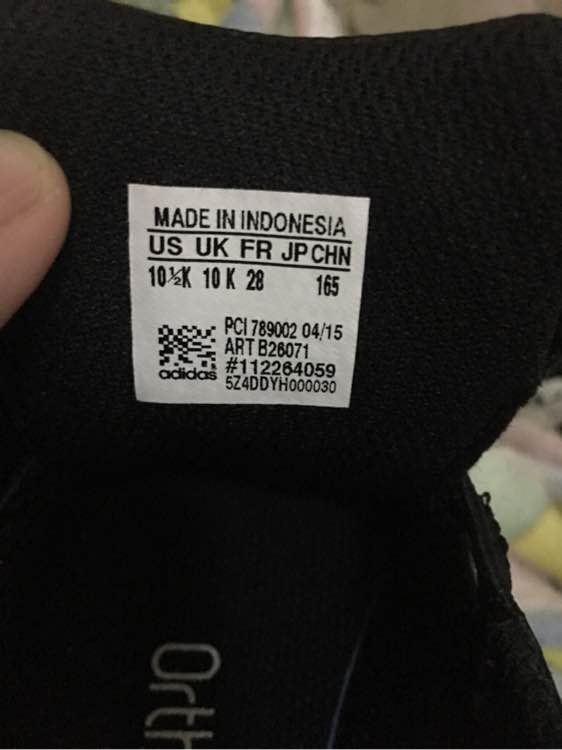 MADE IN INDONESIA
US UK FR JP CHN
10½K 10 K 28 165
PCI 789002 04/15
ART B26071
#112264059
adidas 5Z4DDYH000030
Orth